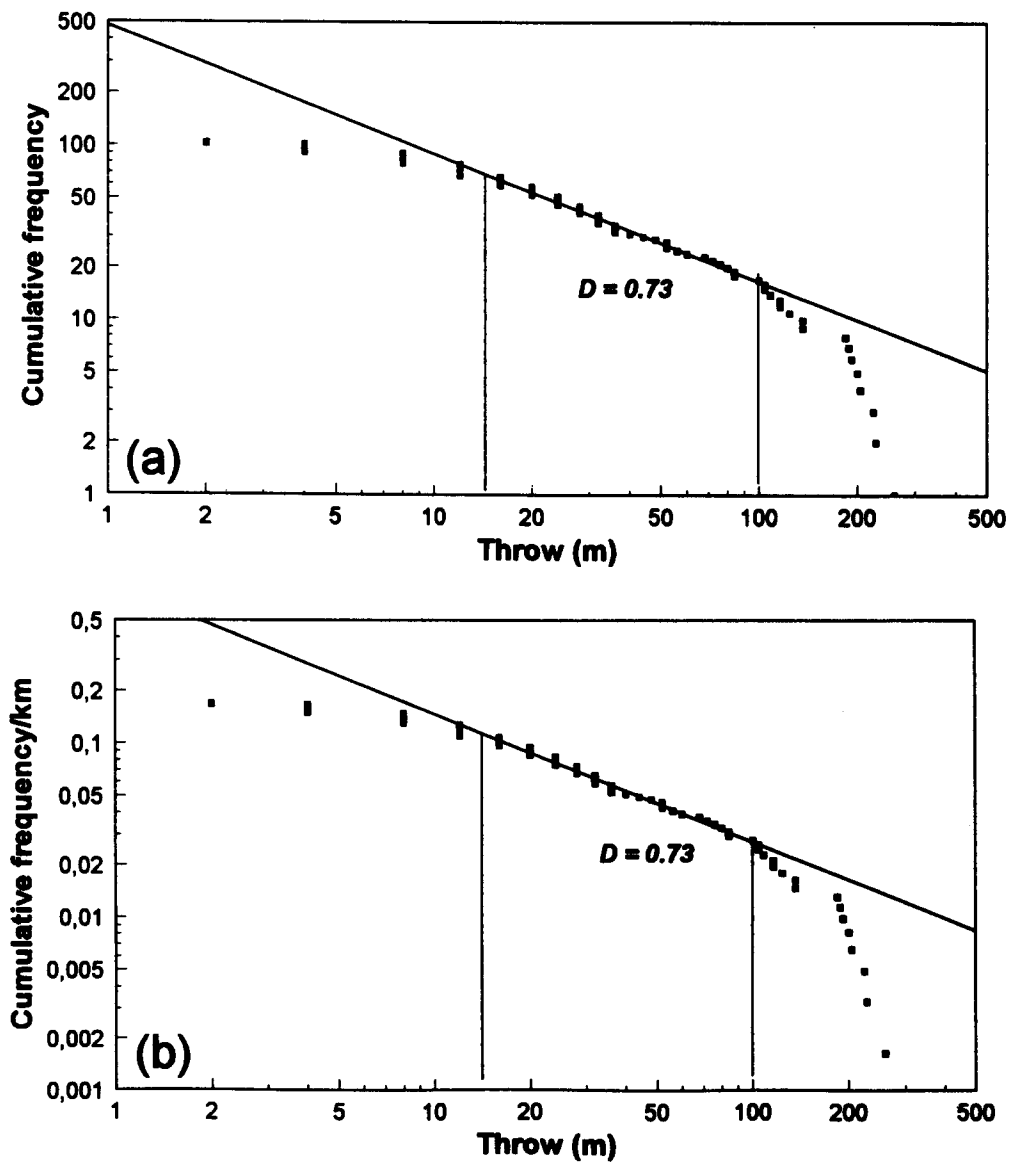 500
200
100
50
20
10
5
2
1
Cumulative frequency
D = 0.73
(a)
1 2 5 10 20 50 100 200 500
Throw (m)
0,5
0,2
0,1
0,05
0,02
0,01
0,005
0,002
0,001
Cumulative frequency/km
D = 0.73
(b)
1 2 5 10 20 50 100 200 500
Throw (m)